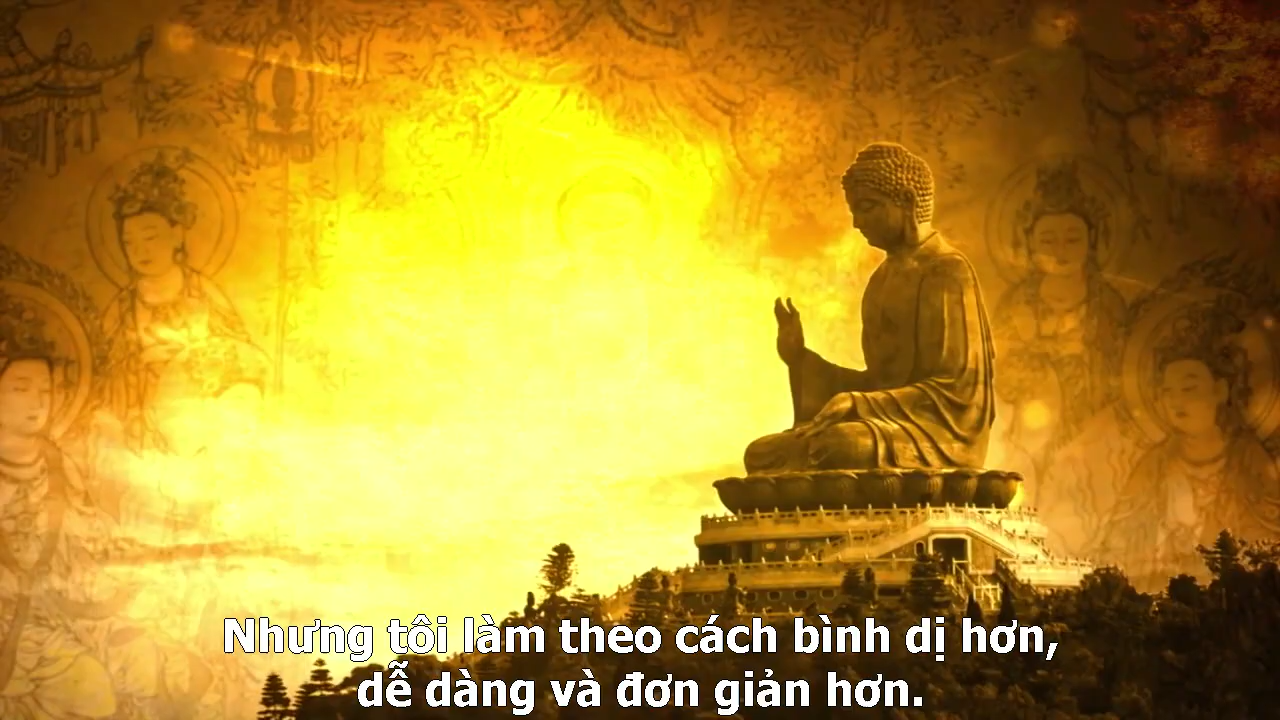 Nhưng tôi làm theo cách bình dị hơn,
dễ dàng và đơn giản hơn.